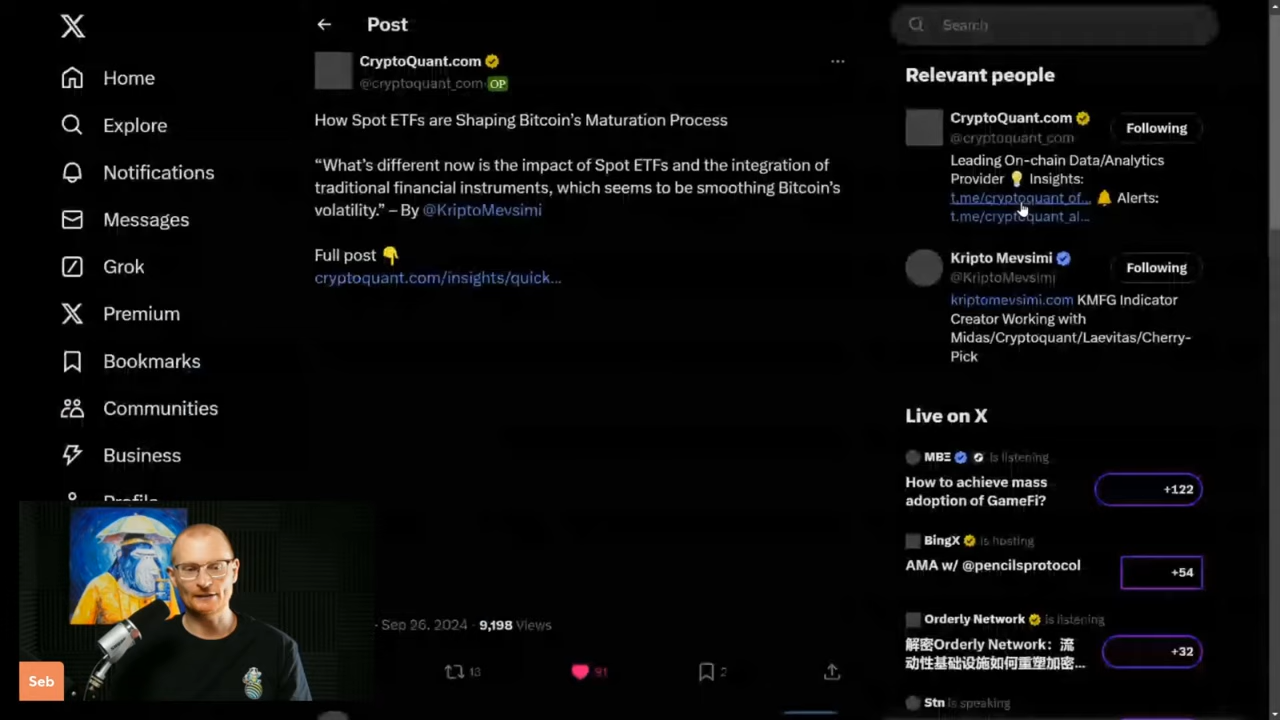 Home
Explore
Notifications
Messages
Grok
Premium
Bookmarks
Communities
Business
Profile
Seb
Post
CryptoQuant.com
@cryptoquant_com OP
How Spot ETFs are Shaping Bitcoin's Maturation Process
“What's different now is the impact of Spot ETFs and the integration of
traditional financial instruments, which seems to be smoothing Bitcoin's
volatility.” – By @KriptoMevsimi
Full post
cryptoquant.com/insights/quick...
· Sep 26, 2024 · 9,198 Views
13
91
2
Search
Relevant people
CryptoQuant.com
@cryptoquant_com
Following
Leading On-chain Data/Analytics
Provider 💡 Insights:
t.me/cryptoquant_of... 🔔 Alerts:
t.me/cryptoquant_al...
Kripto Mevsimi
@KriptoMevsimi
Following
kriptomevsimi.com KMFG Indicator
Creator Working with
Midas/Cryptoquant/Laevitas/Cherry-
Pick
Live on X
MBΞ is listening
How to achieve mass
adoption of GameFi?
+122
BingX is hosting
AMA w/ @pencilsprotocol
+54
Orderly Network is listening
解密Orderly Network：流
动性基础设施如何重塑加密...
+32
Stn is speaking